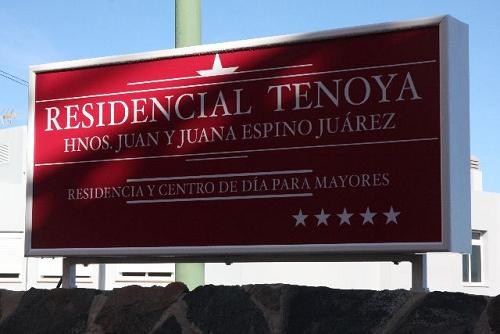 RESIDENCIAL TENOYA
HNOS. JUAN Y JUANA ESPINO JUÁREZ
RESIDENCIA Y CENTRO DE DÍA PARA MAYORES